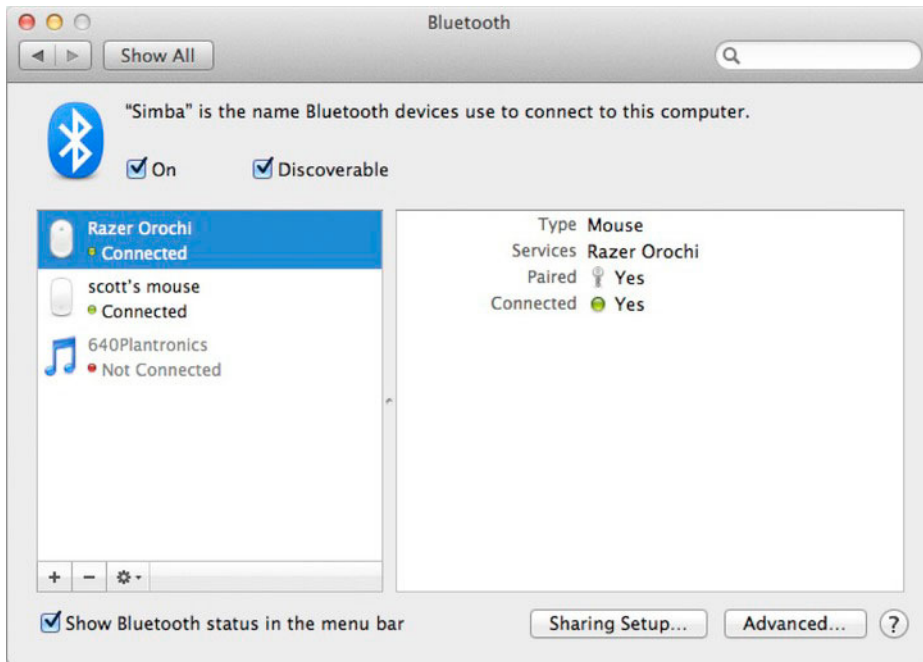 Bluetooth
Show All
“Simba” is the name Bluetooth devices use to connect to this computer.
On Discoverable
Razer Orochi
Connected
scott's mouse
Connected
640Plantronics
Not Connected
Type Mouse
Services Razer Orochi
Paired Yes
Connected Yes
+ −
Show Bluetooth status in the menu bar
Sharing Setup... Advanced... ?